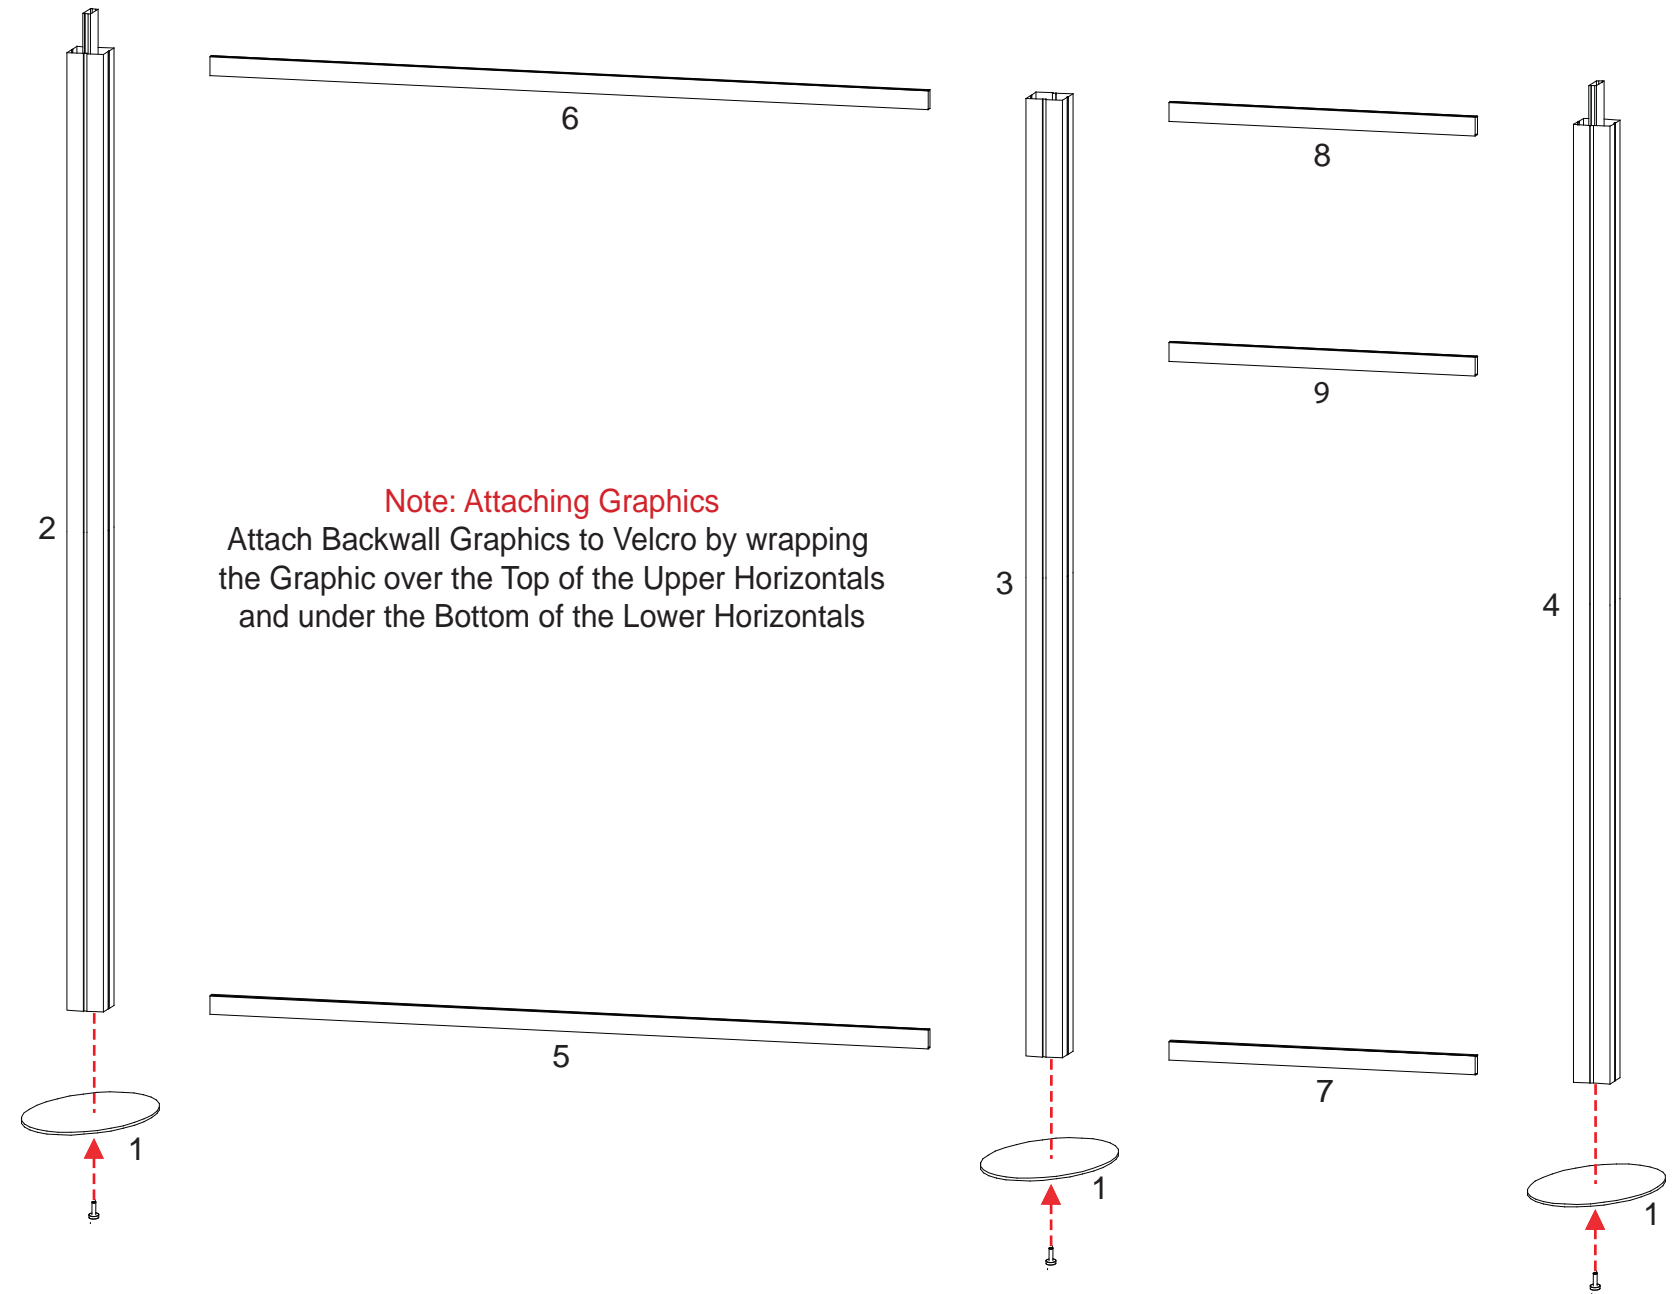 6
8
9
Note: Attaching Graphics
2
Attach Backwall Graphics to Velcro by wrapping
the Graphic over the Top of the Upper Horizontals
3
4
and under the Bottom of the Lower Horizontals
5
7
1
1
1